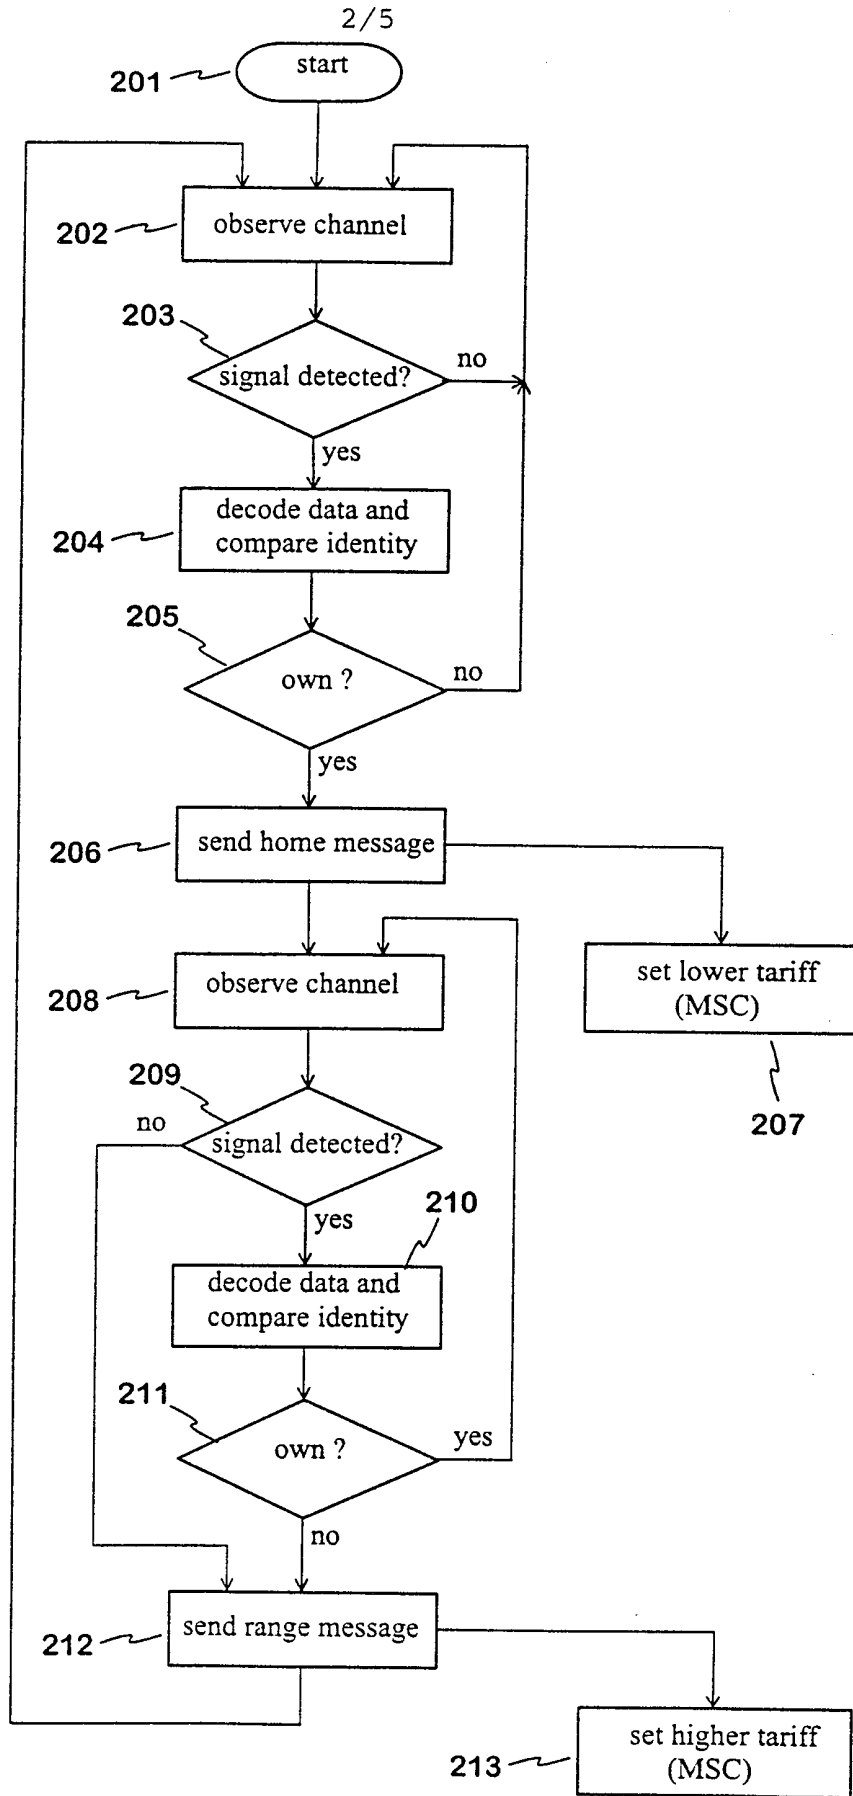 2/5
start
201
observe channel
202
203
signal detected?
no
yes
decode data and
compare identity
204
205
own ?
no
yes
send home message
206
observe channel
208
set lower tariff
(MSC)
207
209
no
signal detected?
yes
210
decode data and
compare identity
211
own ?
yes
no
send range message
212
set higher tariff
(MSC)
213